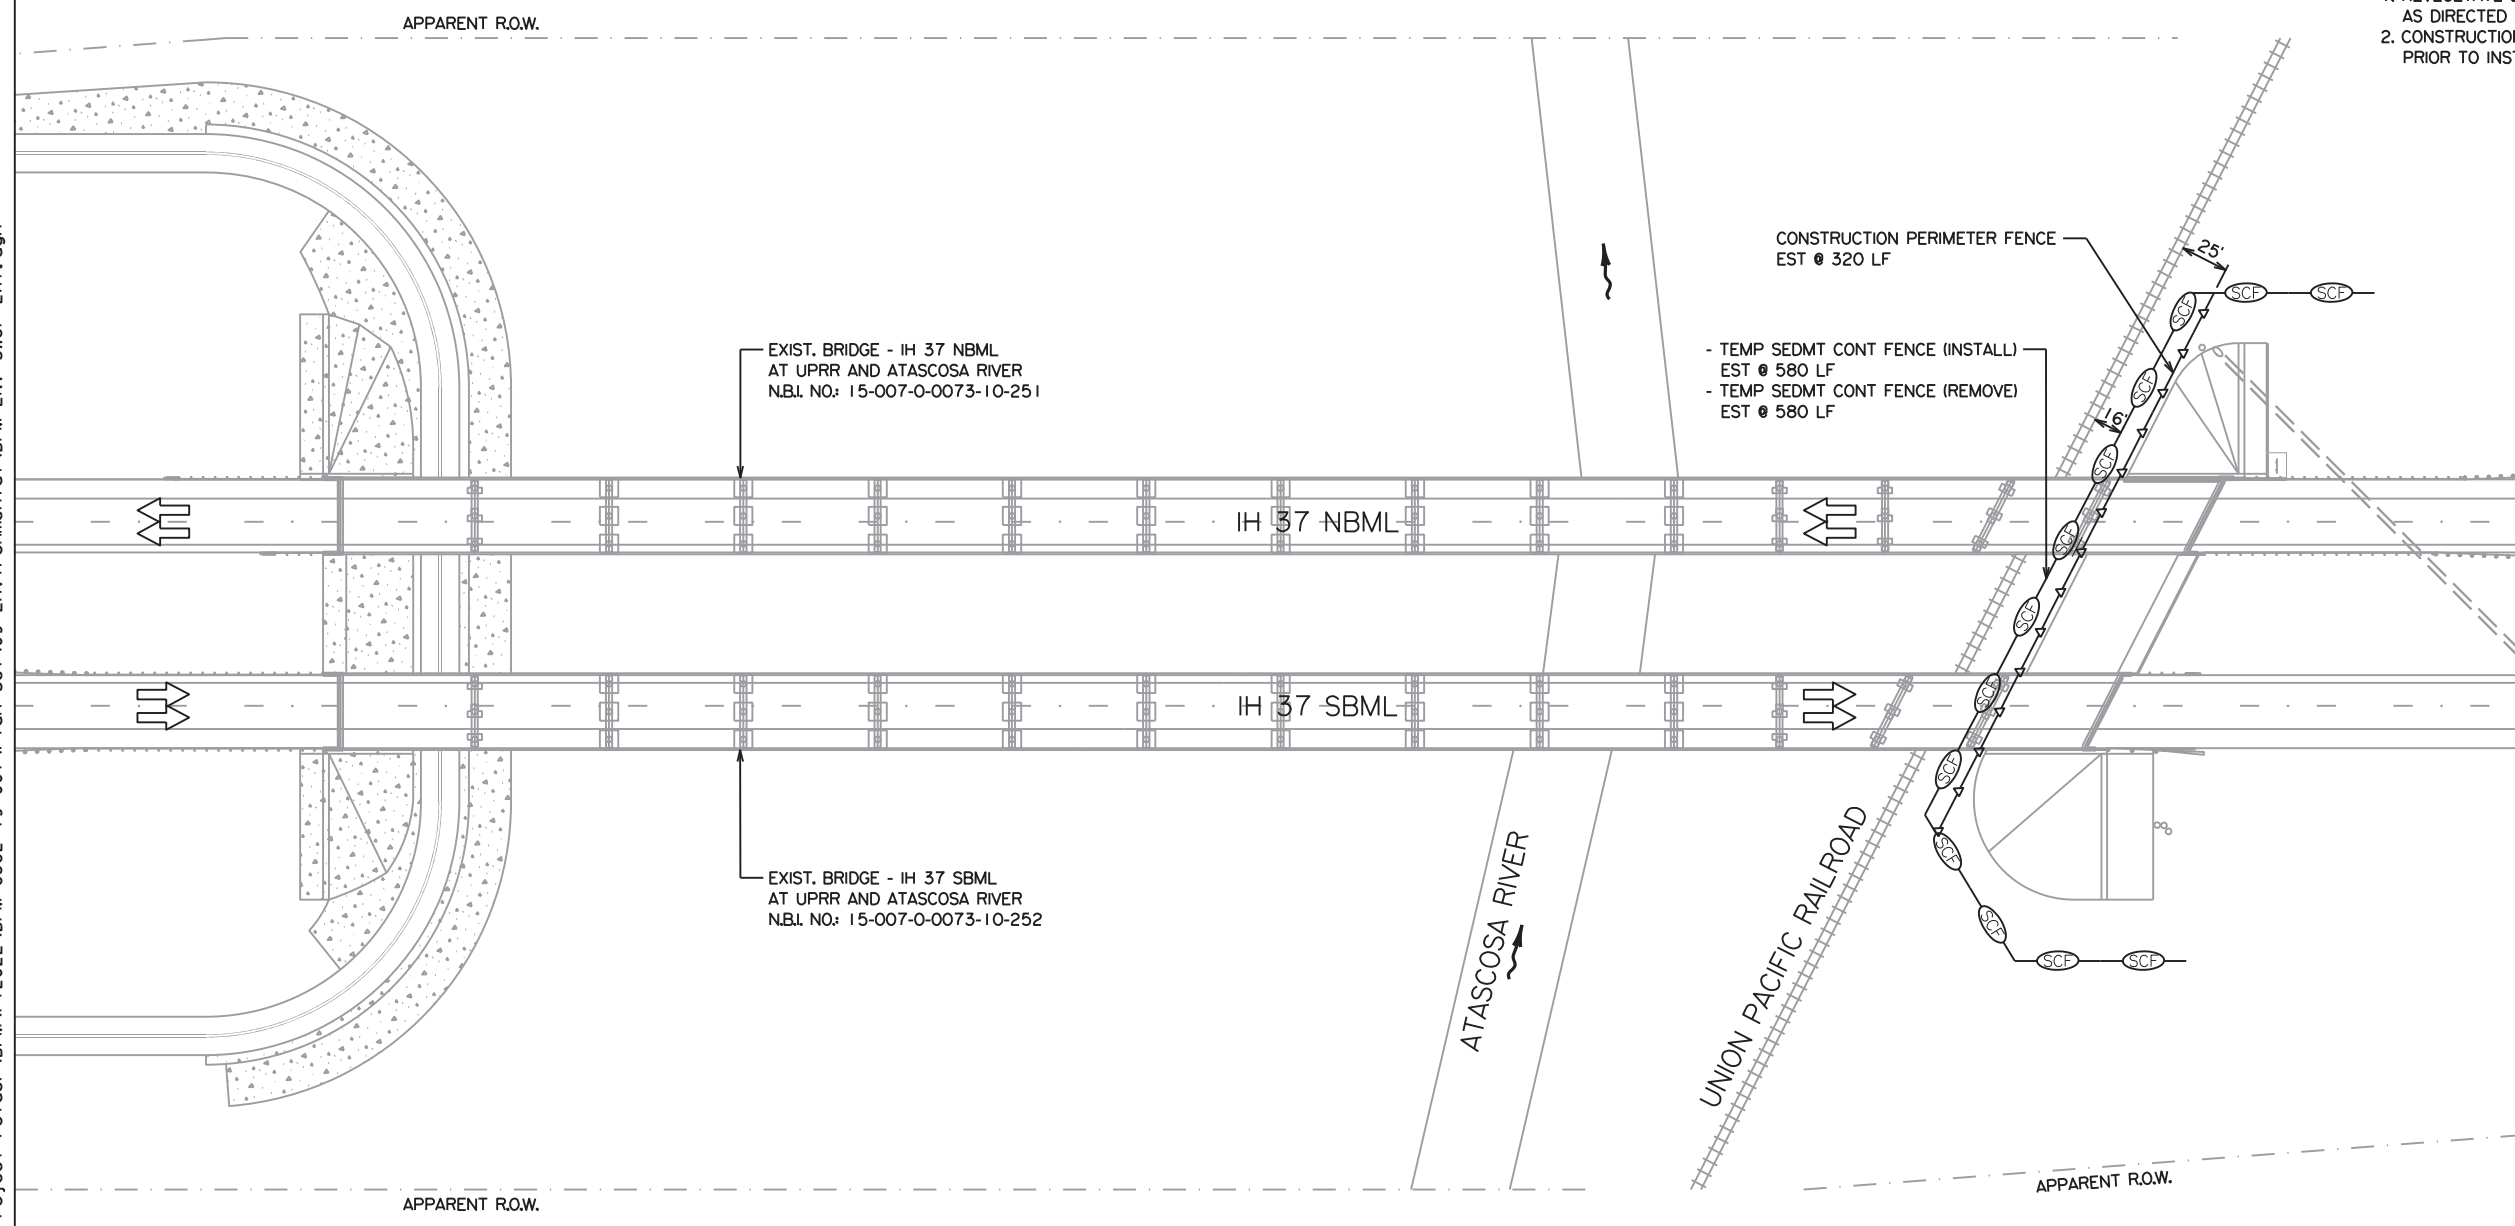 APPARENT R.O.W.
AS DIRECTED
2. CONSTRUCTION
PRIOR TO INST
CONSTRUCTION PERIMETER FENCE
EST @ 320 LF
25'
SCF
SCF
SCF
EXIST. BRIDGE - IH 37 NBML
AT UPRR AND ATASCOSA RIVER
N.B.I. NO.: 15-007-0-0073-10-251
- TEMP SEDMT CONT FENCE (INSTALL)
EST @ 580 LF
- TEMP SEDMT CONT FENCE (REMOVE)
EST @ 580 LF
SCF
16'
SCF
IH 37 NBML
SCF
SCF
IH 37 SBML
SCF
SCF
EXIST. BRIDGE - IH 37 SBML
AT UPRR AND ATASCOSA RIVER
N.B.I. NO.: 15-007-0-0073-10-252
ATASCOSA RIVER
UNION PACIFIC RAILROAD
SCF
SCF
SCF
SCF
APPARENT R.O.W.
APPARENT R.O.W.